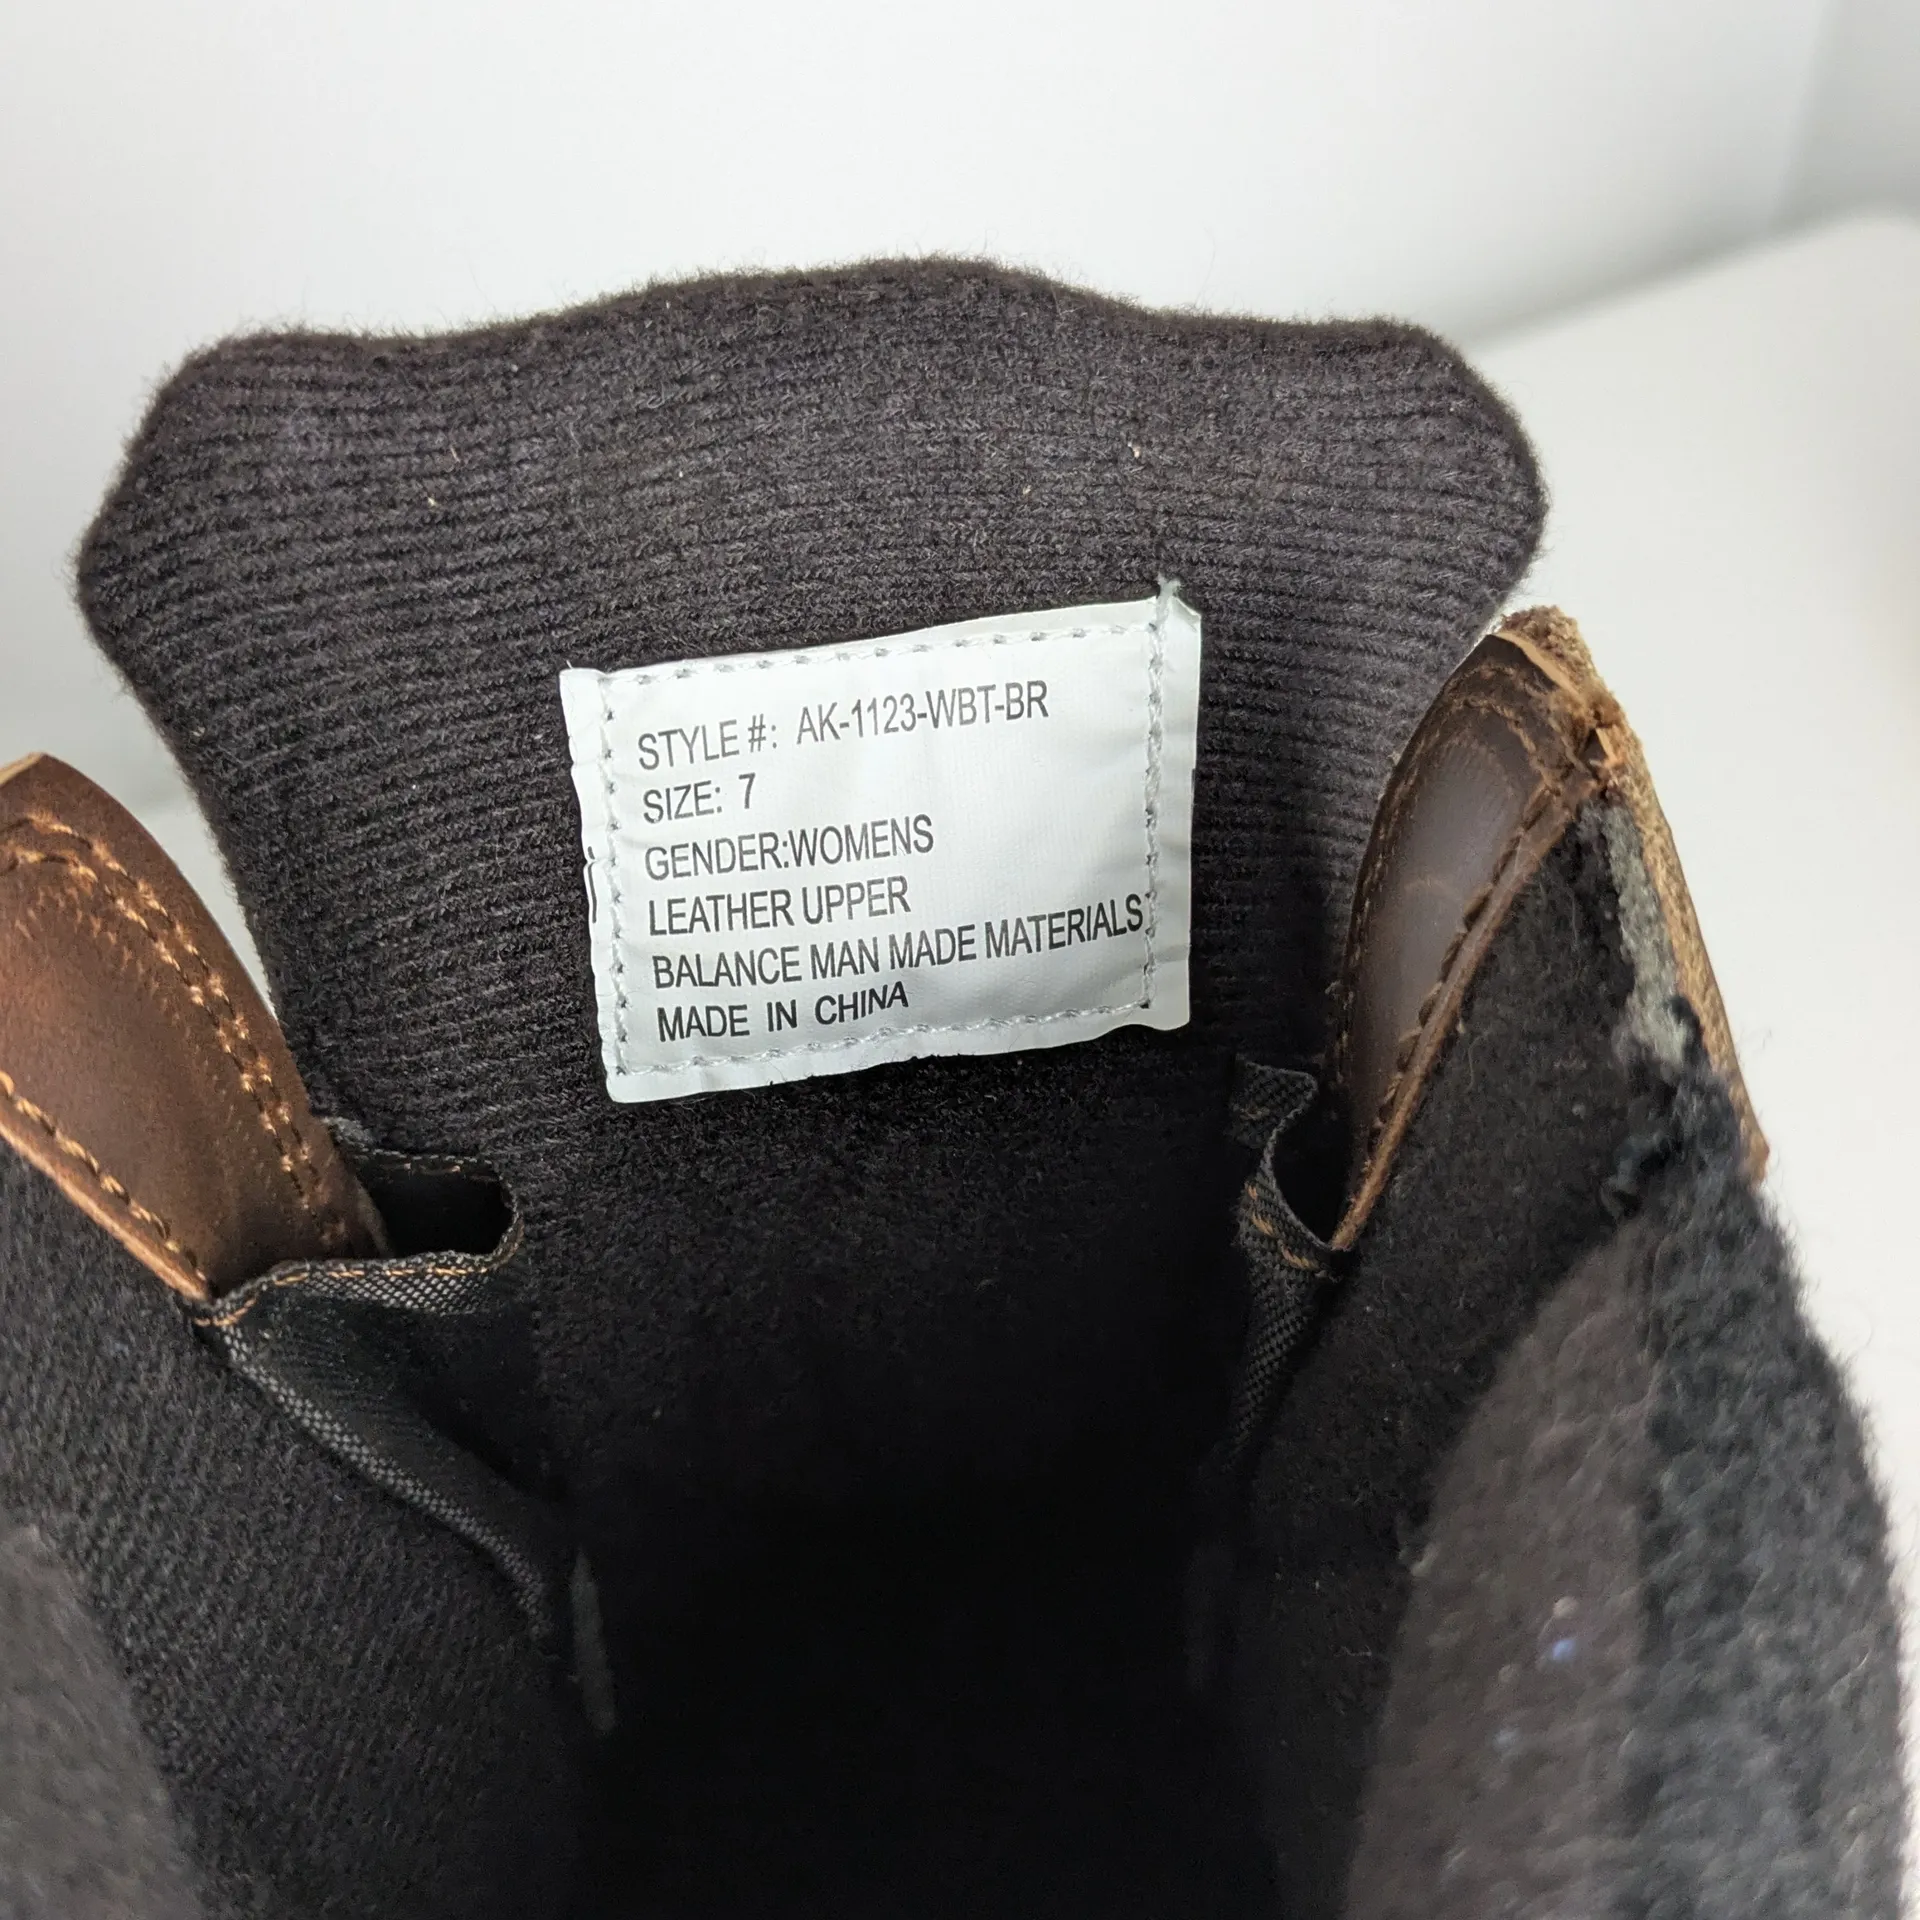 STYLE #: AK-1123-WBT-BR
SIZE: 7
GENDER:WOMENS
LEATHER UPPER
BALANCE MAN MADE MATERIALS
MADE IN CHINA